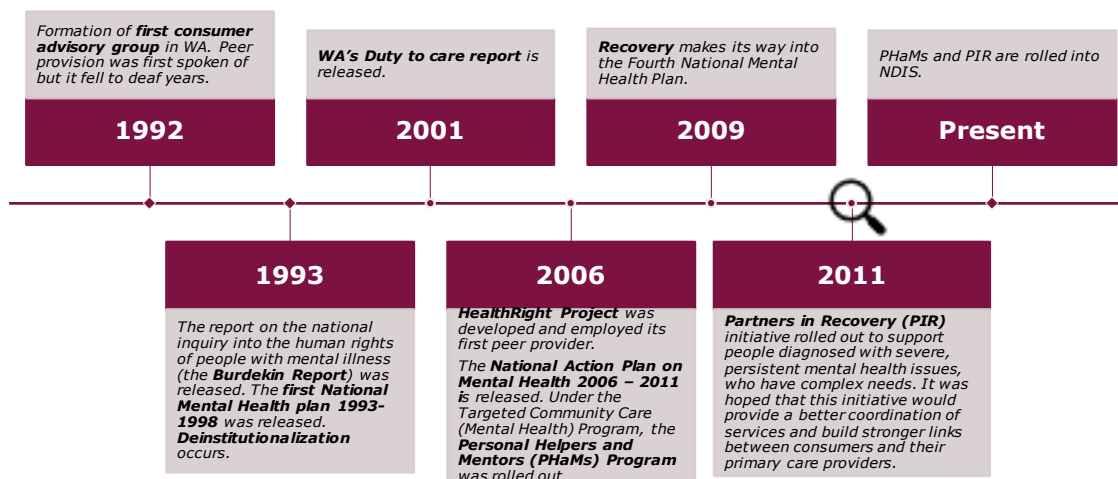 Formation of first consumer
advisory group in WA. Peer
provision was first spoken of
but it fell to deaf years.
1992
WA's Duty to care report is
released.
2001
Recovery makes its way into
the Fourth National Mental
Health Plan.
2009
PHaMs and PIR are rolled into
NDIS.
Present
1993
The report on the national
inquiry into the human rights
of people with mental illness
(the Burdekin Report) was
released. The first National
Mental Health plan 1993-
1998 was released.
Deinstitutionalization
occurs.
2006
HealthRight Project was
developed and employed its
first peer provider.
The National Action Plan on
Mental Health 2006 – 2011
is released. Under the
Targeted Community Care
(Mental Health) Program, the
Personal Helpers and
Mentors (PHaMs) Program
was rolled out
2011
Partners in Recovery (PIR)
initiative rolled out to support
people diagnosed with severe,
persistent mental health issues,
who have complex needs. It was
hoped that this initiative would
provide a better coordination of
services and build stronger links
between consumers and their
primary care providers.